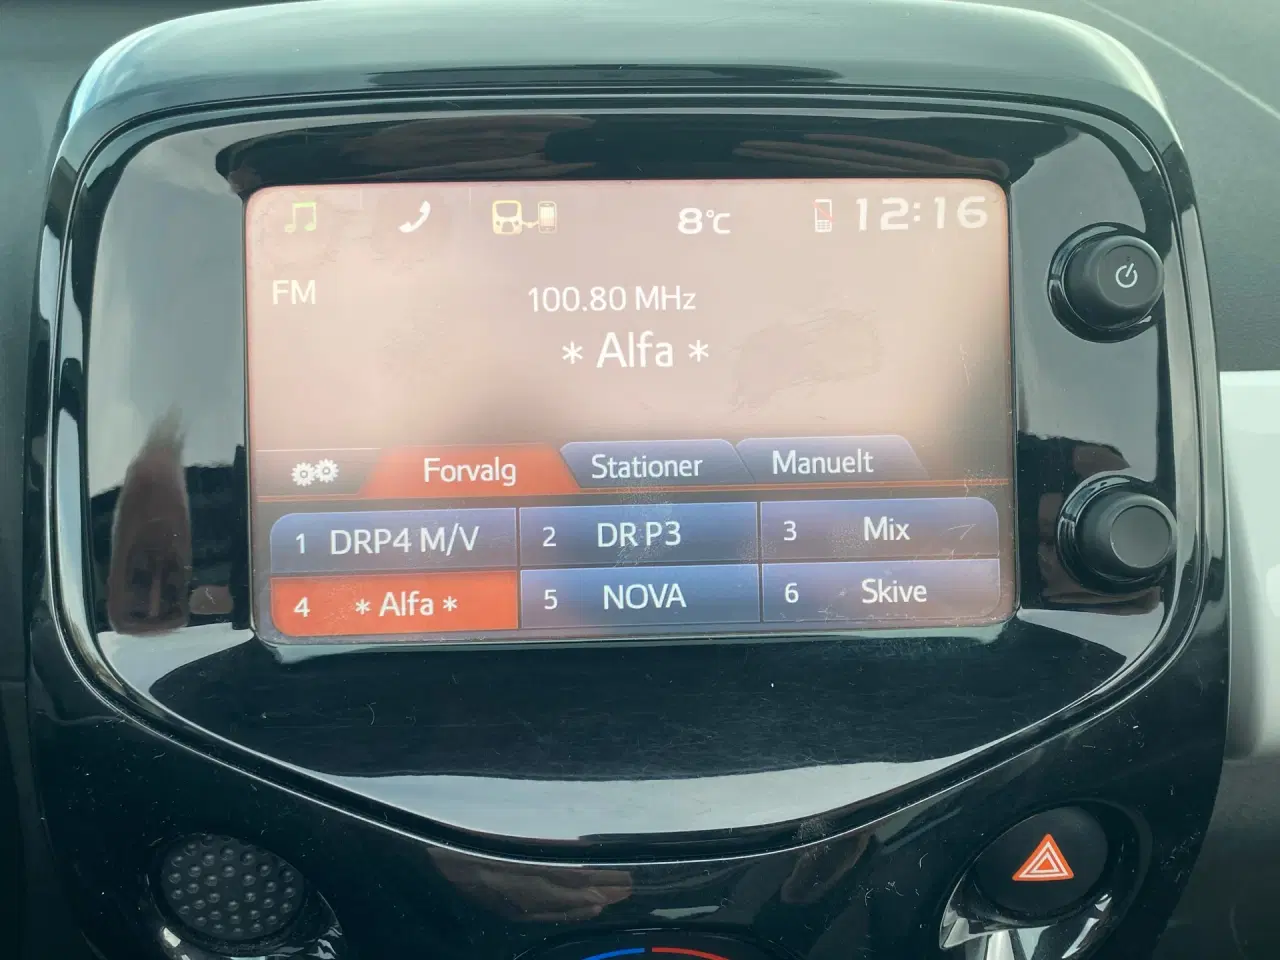 8°C 12:16
FM
100.80 MHz
* Alfa *
Forvalg Stationer Manuelt
1 DRP4 M/V 2 DR P3 3 Mix
4 * Alfa * 5 NOVA 6 Skive